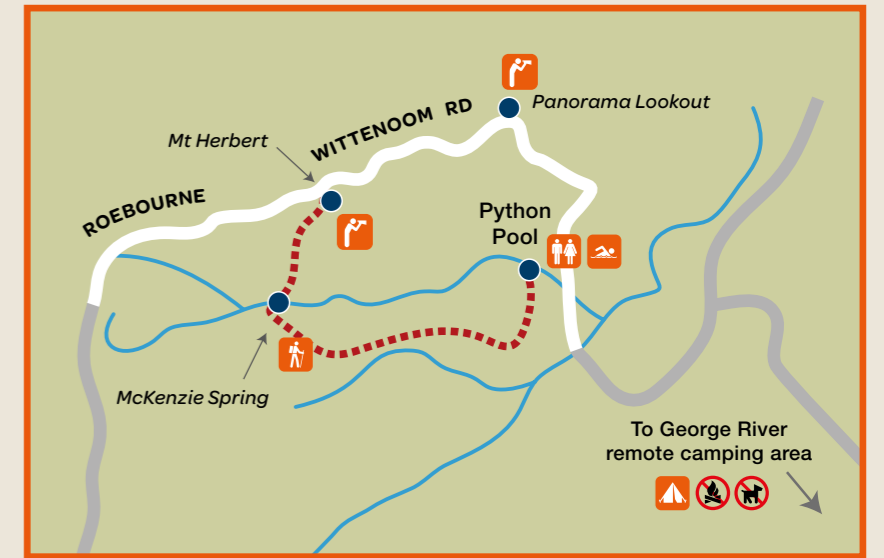 Panorama Lookout
Mt Herbert
ROEBOURNE WITTENOOM RD
Python
Pool
McKenzie Spring
To George River
remote camping area